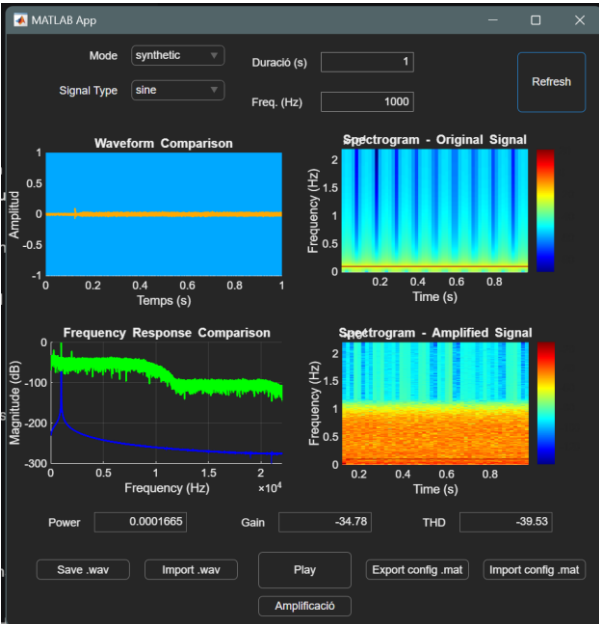 MATLAB App
Mode synthetic Duració (s) 1 Refresh
Signal Type sine Freq. (Hz) 1000
Waveform Comparison
1
0.5
0
-0.5
-1
Amplitud
0 0.2 0.4 0.6 0.8 1
Temps (s)
Spectrogram - Original Signal
2
1.5
1
0.5
0
Frequency (Hz)
0.2 0.4 0.6 0.8
Time (s)
Frequency Response Comparison
0
-100
-200
-300
Magnitude (dB)
0 0.5 1 1.5 2
×10⁴
Frequency (Hz)
Spectrogram - Amplified Signal
2
1.5
1
0.5
0
Frequency (Hz)
0.2 0.4 0.6 0.8
Time (s)
Power 0.0001665 Gain -34.78 THD -39.53
Save .wav Import .wav Play Export config .mat Import config .mat
Amplificació